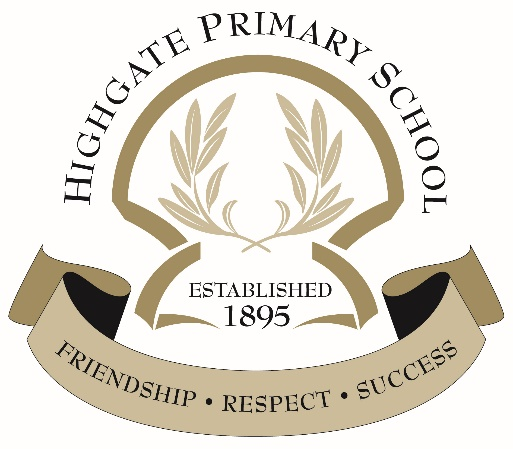 HIGHGATE PRIMARY SCHOOL
ESTABLISHED
1895
FRIENDSHIP • RESPECT • SUCCESS